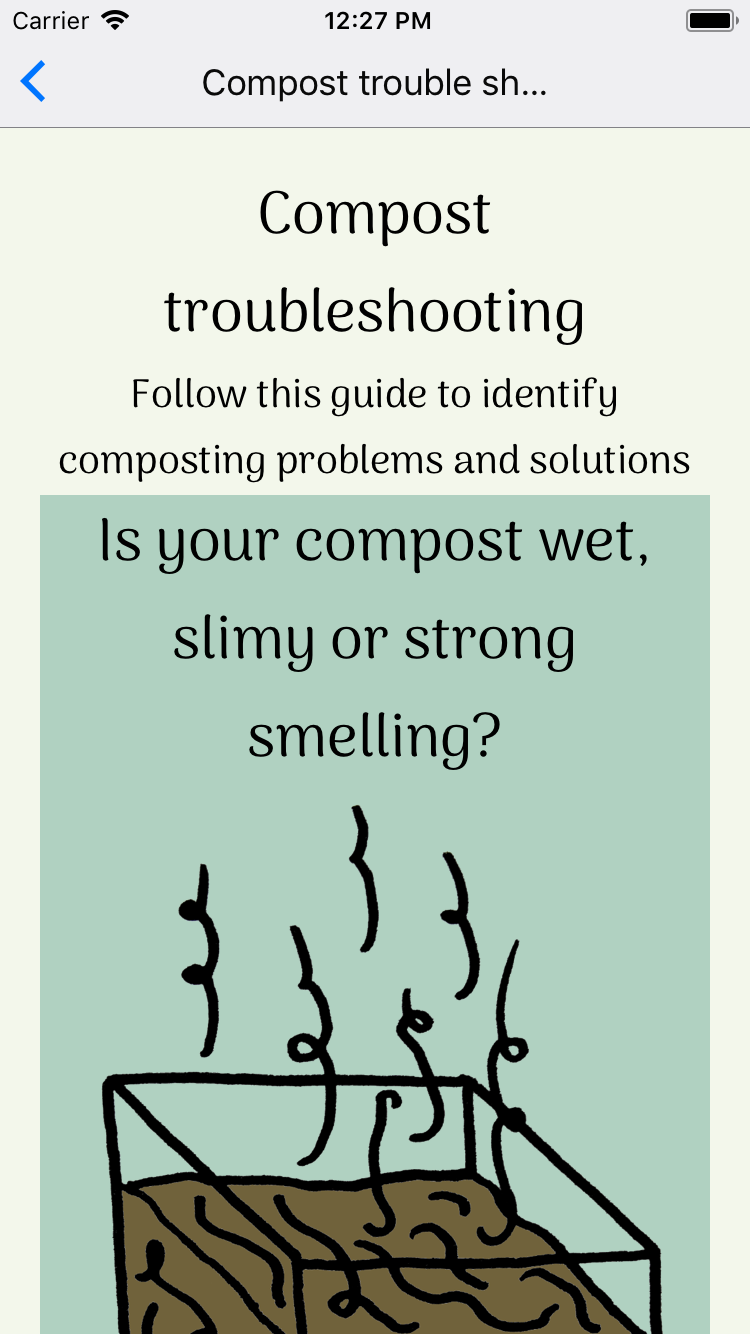 Carrier 12:27 PM
Compost trouble sh...
Compost
troubleshooting
Follow this guide to identify
composting problems and solutions
Is your compost wet,
slimy or strong
smelling?